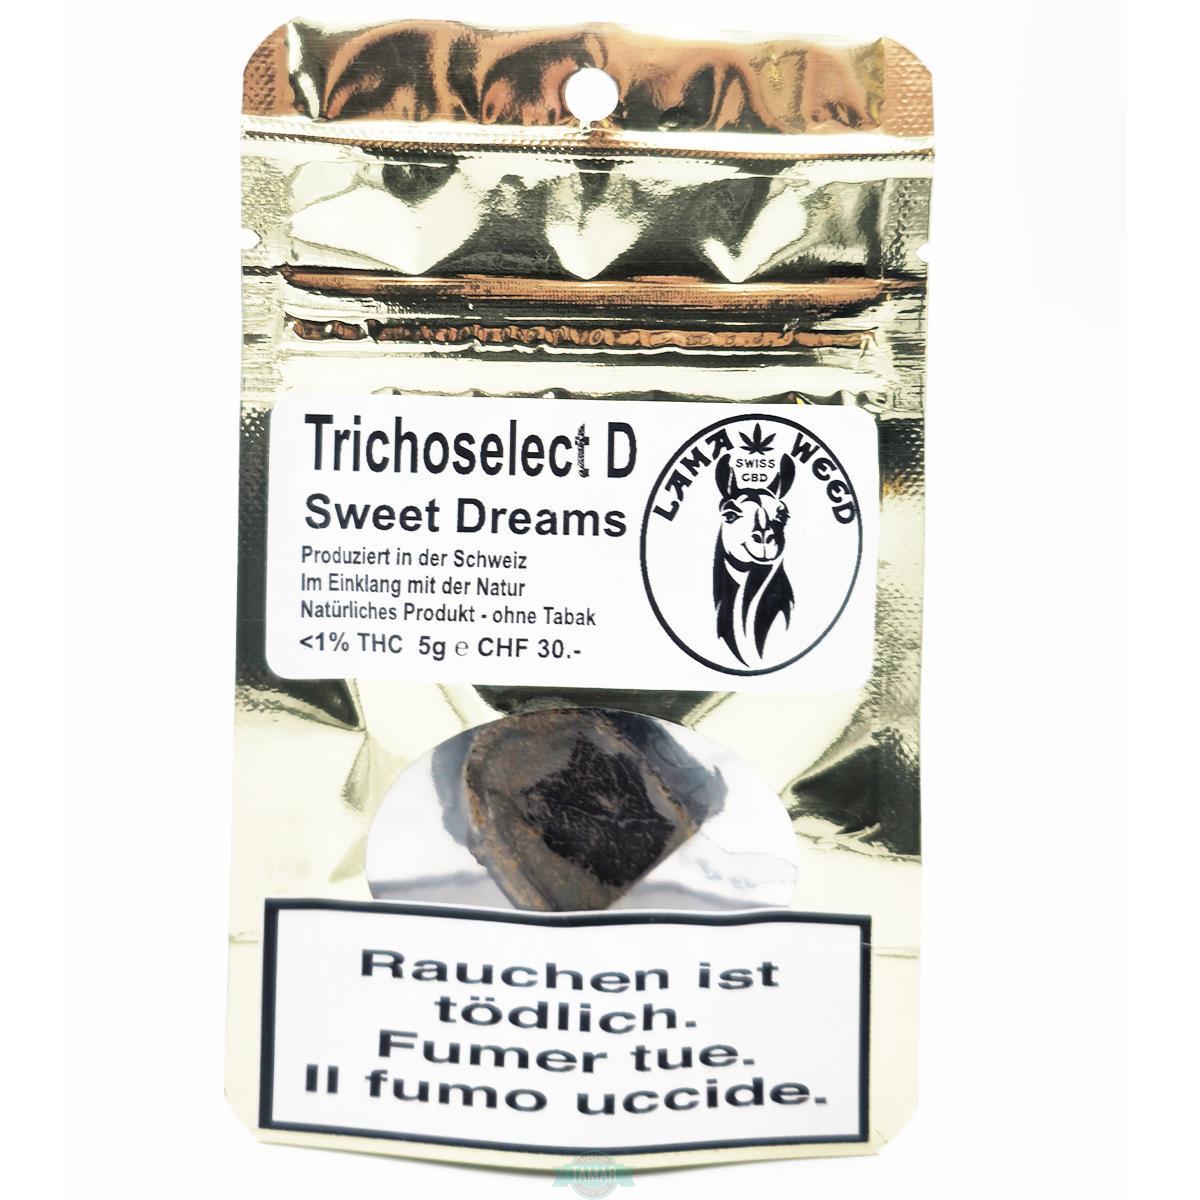 Trichoselect D
Sweet Dreams
Produziert in der Schweiz
Im Einklang mit der Natur
Natürliches Produkt - ohne Tabak
<1% THC 5g ℮ CHF 30.-
LAMA WEED
SWISS
CBD
Rauchen ist
tödlich.
Fumer tue.
Il fumo uccide.
TAMAR